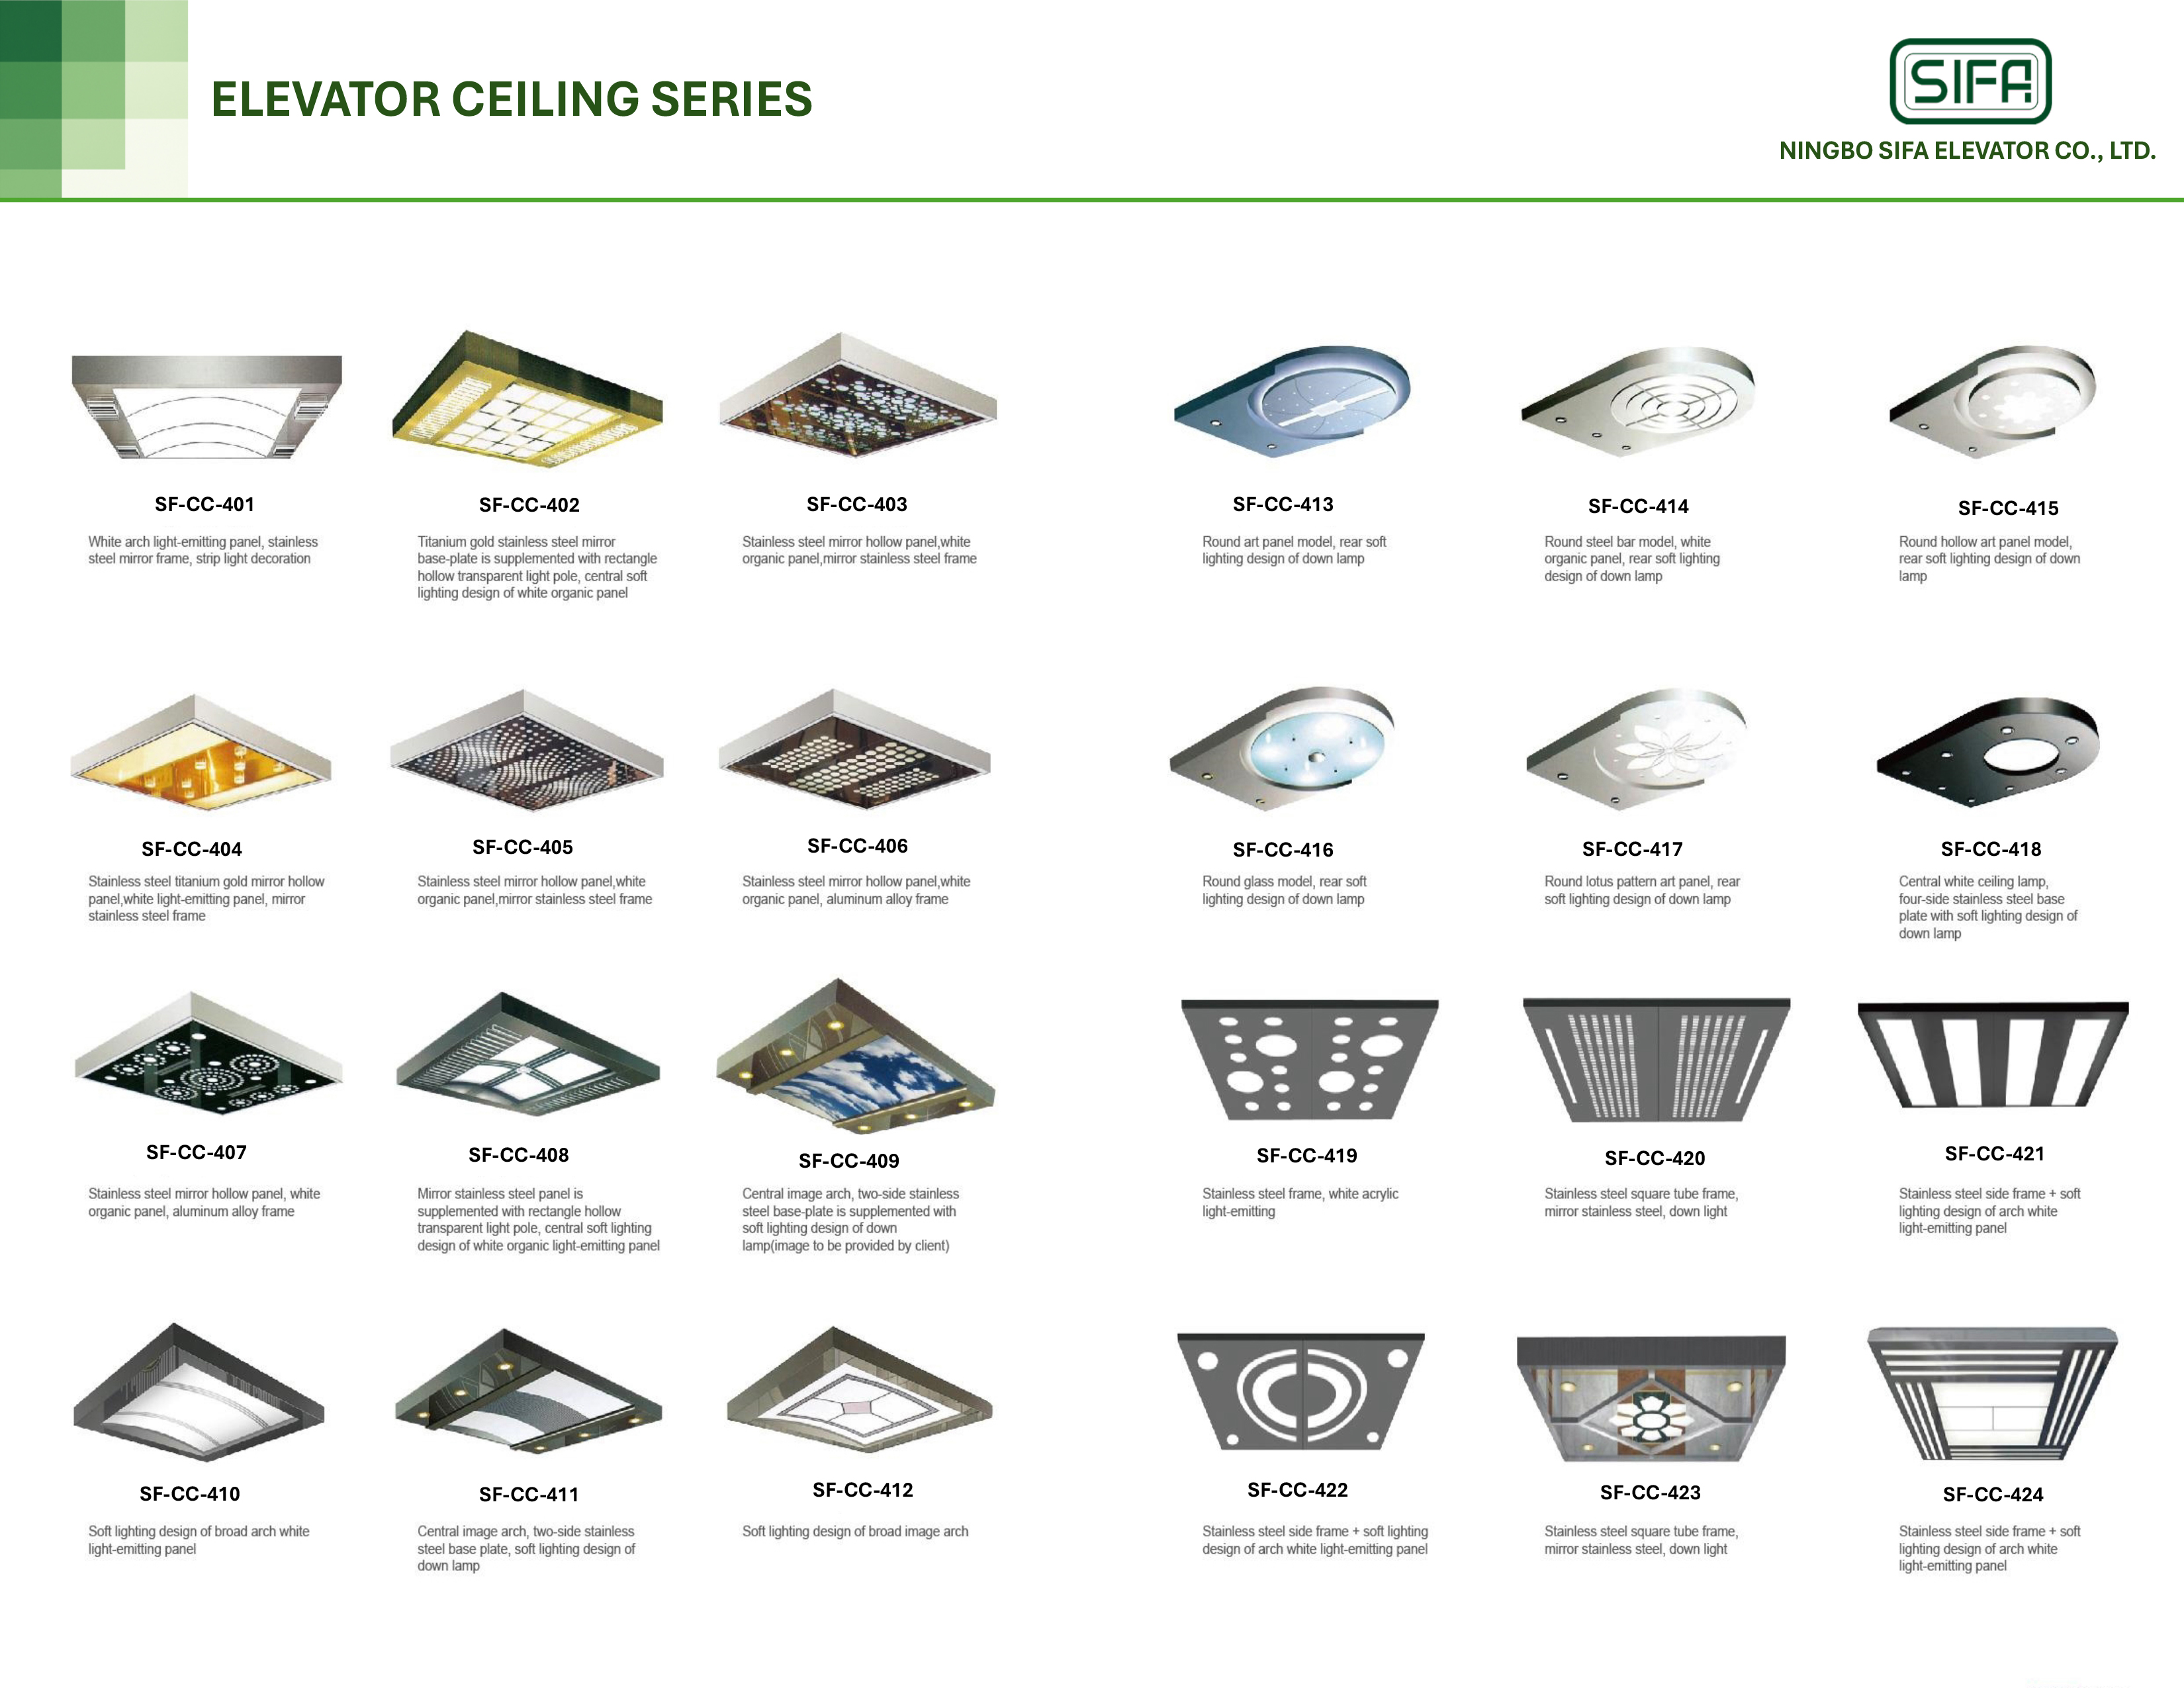 ELEVATOR CEILING SERIES
SIFA
NINGBO SIFA ELEVATOR CO., LTD.
SF-CC-401
White arch light-emitting panel, stainless
steel mirror frame, strip light decoration
SF-CC-402
Titanium gold stainless steel mirror
base-plate is supplemented with rectangle
hollow transparent light pole, central soft
lighting design of white organic panel
SF-CC-403
Stainless steel mirror hollow panel,white
organic panel,mirror stainless steel frame
SF-CC-413
Round art panel model, rear soft
lighting design of down lamp
SF-CC-414
Round steel bar model, white
organic panel, rear soft lighting
design of down lamp
SF-CC-415
Round hollow art panel model,
rear soft lighting design of down
lamp
SF-CC-404
Stainless steel titanium gold mirror hollow
panel,white light-emitting panel, mirror
stainless steel frame
SF-CC-405
Stainless steel mirror hollow panel,white
organic panel,mirror stainless steel frame
SF-CC-406
Stainless steel mirror hollow panel,white
organic panel, aluminum alloy frame
SF-CC-416
Round glass model, rear soft
lighting design of down lamp
SF-CC-417
Round lotus pattern art panel, rear
soft lighting design of down lamp
SF-CC-418
Central white ceiling lamp,
four-side stainless steel base
plate with soft lighting design of
down lamp
SF-CC-407
Stainless steel mirror hollow panel, white
organic panel, aluminum alloy frame
SF-CC-408
Mirror stainless steel panel is
supplemented with rectangle hollow
transparent light pole, central soft lighting
design of white organic light-emitting panel
SF-CC-409
Central image arch, two-side stainless
steel base-plate is supplemented with
soft lighting design of down
lamp(image to be provided by client)
SF-CC-419
Stainless steel frame, white acrylic
light-emitting
SF-CC-420
Stainless steel square tube frame,
mirror stainless steel, down light
SF-CC-421
Stainless steel side frame + soft
lighting design of arch white
light-emitting panel
SF-CC-410
Soft lighting design of broad arch white
light-emitting panel
SF-CC-411
Central image arch, two-side stainless
steel base plate, soft lighting design of
down lamp
SF-CC-412
Soft lighting design of broad image arch
SF-CC-422
Stainless steel side frame + soft lighting
design of arch white light-emitting panel
SF-CC-423
Stainless steel square tube frame,
mirror stainless steel, down light
SF-CC-424
Stainless steel side frame + soft
lighting design of arch white
light-emitting panel